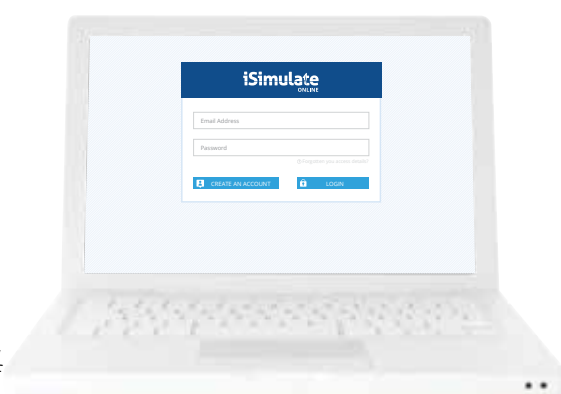 iSimulate
ONLINE
Email Address
Password
CREATE AN ACCOUNT
LOGIN